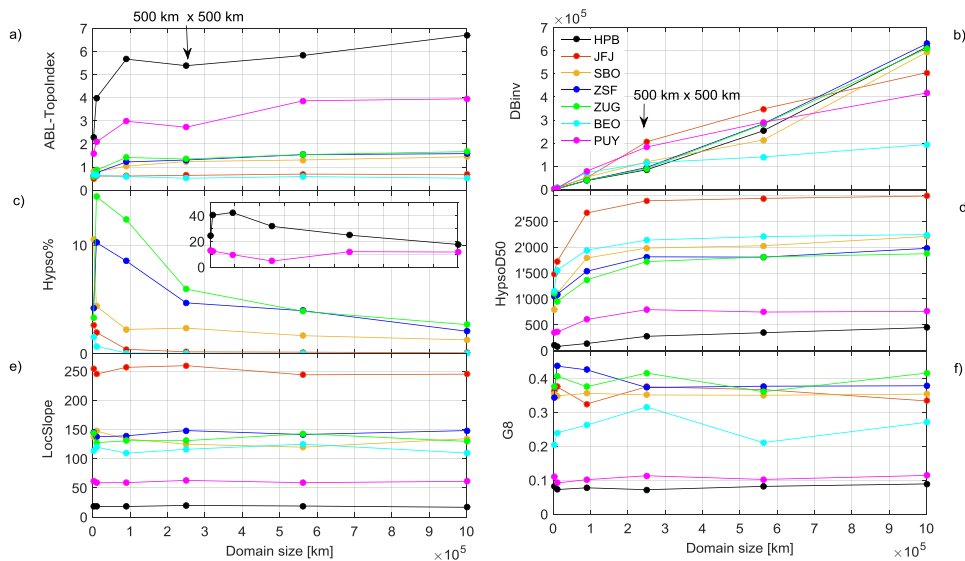 500 km x 500 km
a)
7
6
5
4
3
2
1
0
ABL-TopoIndex
×10^5
b)
7
6
5
4
3
2
1
0
DBinv
HPB
JFJ
SBO
ZSF
ZUG
BEO
PUY
500 km x 500 km
c)
10
0
Hypso%
40
20
0
d
2'500
2'000
1'500
1'000
500
0
HypsoD50
e)
250
200
150
100
50
0
LocSlope
0 1 2 3 4 5 6 7 8 9 10
Domain size [km]
×10^5
f)
0.4
0.3
0.2
0.1
0
G8
0 1 2 3 4 5 6 7 8 9 10
Domain size [km]
×10^5